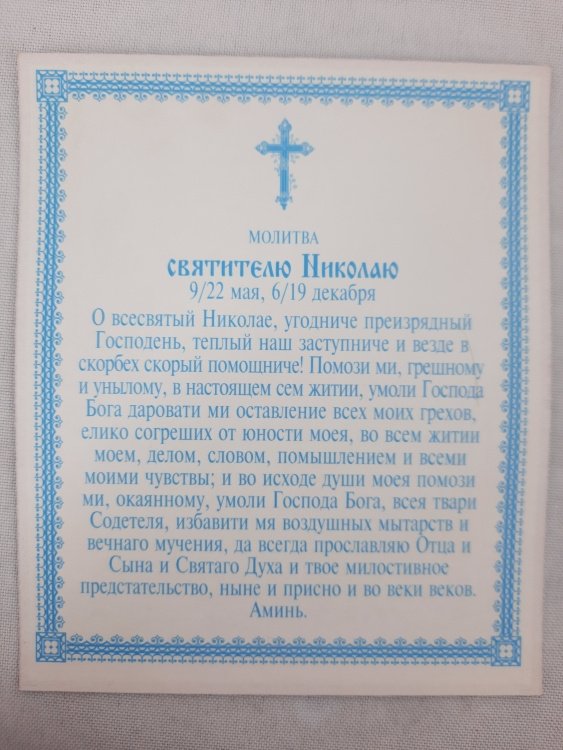 МОЛИТВА
СВЯТИТЕЛЮ НИКОЛАЮ
9/22 мая, 6/19 декабря
О всесвятый Николае, угодниче преизрядный
Господень, теплый наш заступниче и везде в
скорбех скорый помощниче! Помози ми, грешному
и унылому, в настоящем сем житии, умоли Господа
Бога даровати ми оставление всех моих грехов,
елико согреших от юности моея, во всем житии
моем, делом, словом, помышлением и всеми
моими чувствы; и во исходе души моея помози
ми, окаянному, умоли Господа Бога, всея твари
Содетеля, избавити мя воздушных мытарств и
вечнаго мучения, да всегда прославляю Отца и
Сына и Святаго Духа и твое милостивное
предстательство, ныне и присно и во веки веков.
Аминь.